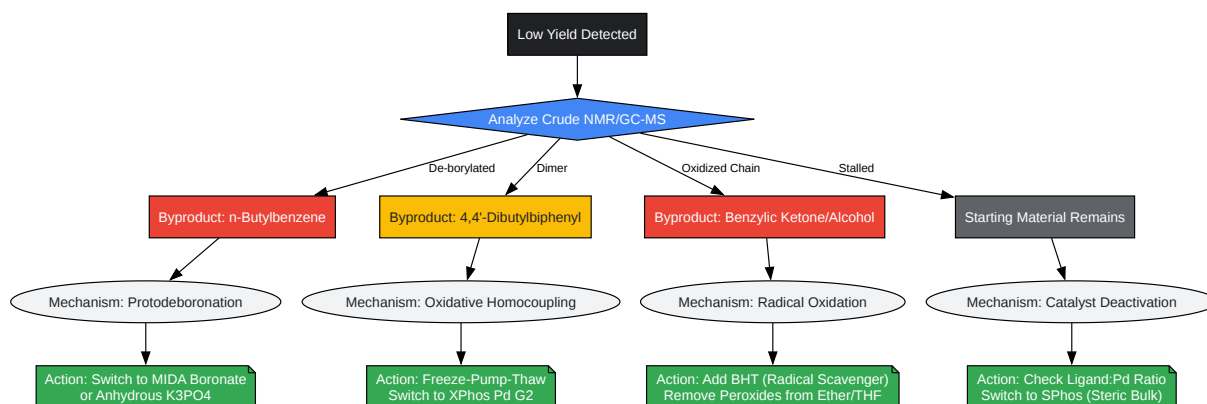 Low Yield Detected
Analyze Crude NMR/GC-MS
De-borylated
Dimer
Oxidized Chain
Stalled
Byproduct: n-Butylbenzene
Byproduct: 4,4'-Dibutylbiphenyl
Byproduct: Benzylic Ketone/Alcohol
Starting Material Remains
Mechanism: Protodeboronation
Mechanism: Oxidative Homocoupling
Mechanism: Radical Oxidation
Mechanism: Catalyst Deactivation
Action: Switch to MIDA Boronate
or Anhydrous K3PO4
Action: Freeze-Pump-Thaw
Switch to XPhos Pd G2
Action: Add BHT (Radical Scavenger)
Remove Peroxides from Ether/THF
Action: Check Ligand:Pd Ratio
Switch to SPhos (Steric Bulk)